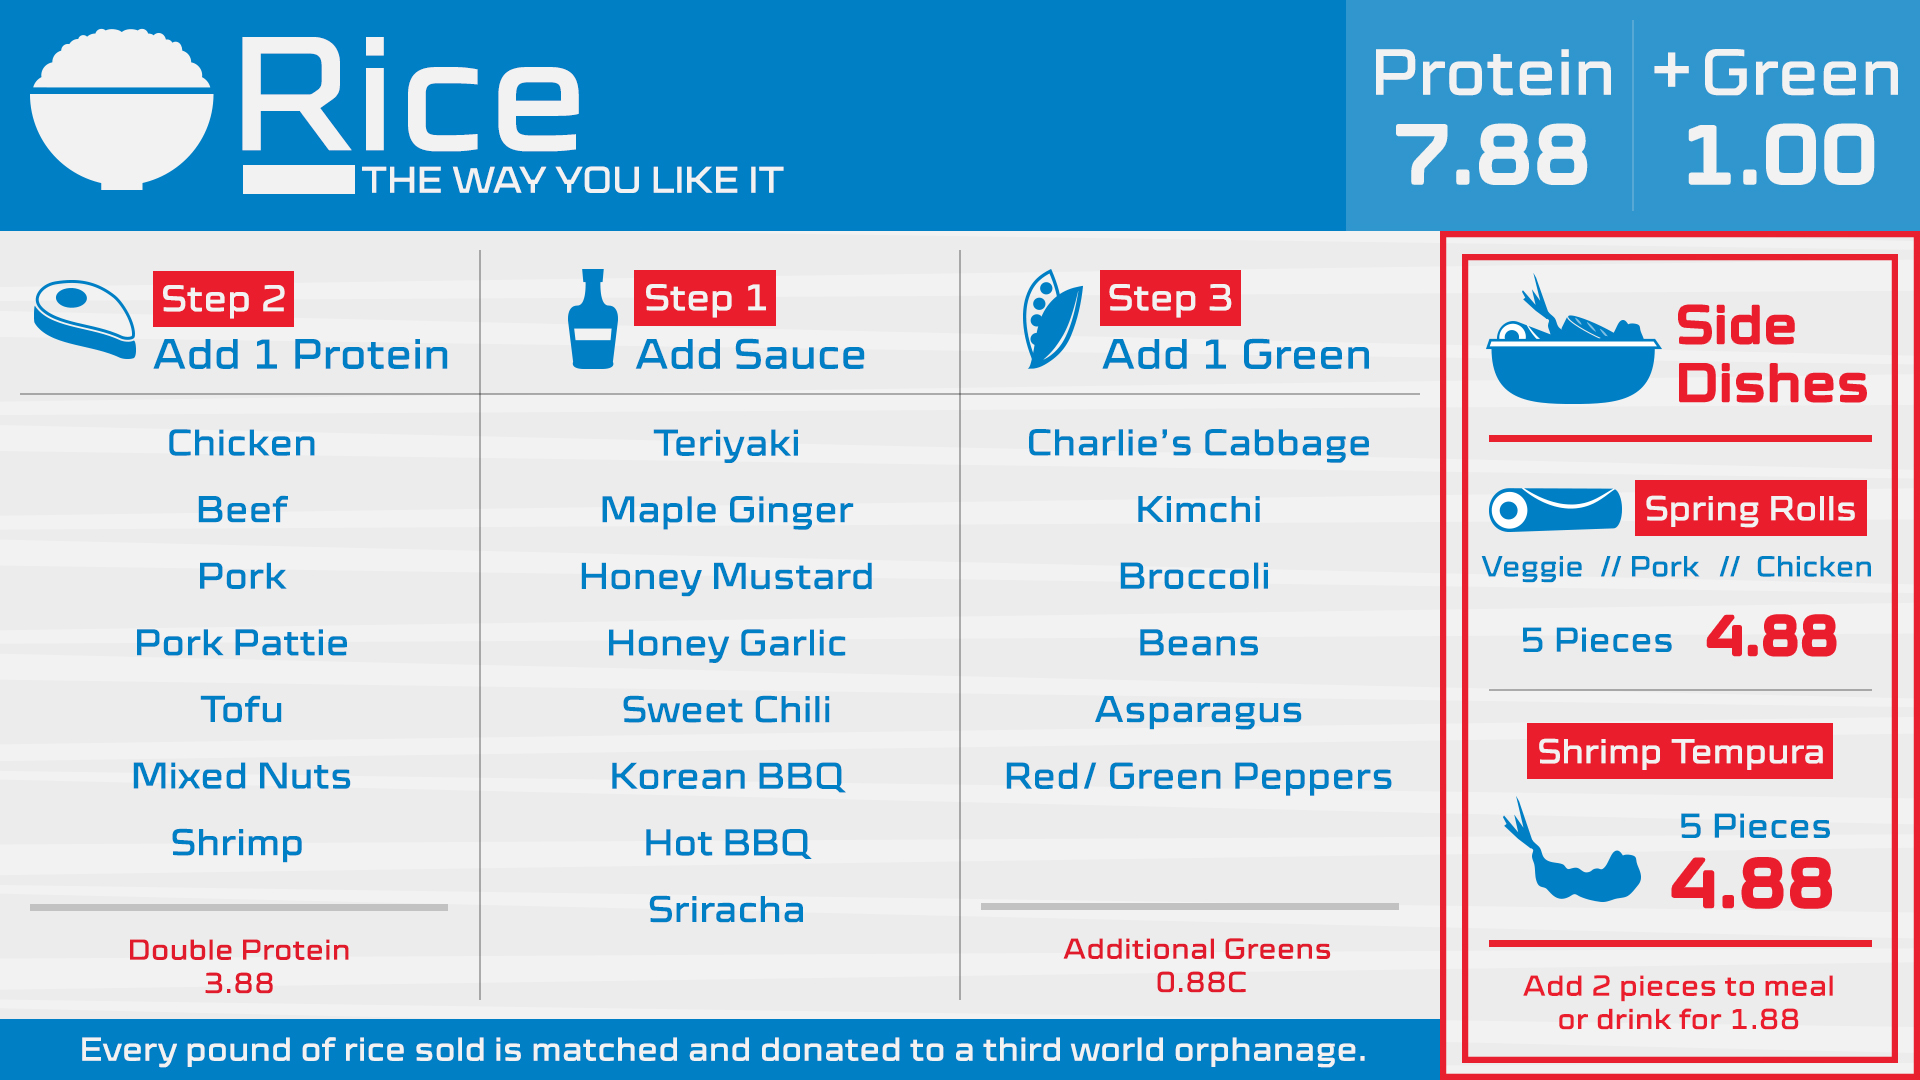 Rice
THE WAY YOU LIKE IT
Protein
7.88
+ Green
1.00
Step 2
Add 1 Protein
Chicken
Beef
Pork
Pork Pattie
Tofu
Mixed Nuts
Shrimp
Double Protein
3.88
Step 1
Add Sauce
Teriyaki
Maple Ginger
Honey Mustard
Honey Garlic
Sweet Chili
Korean BBQ
Hot BBQ
Sriracha
Step 3
Add 1 Green
Charlie's Cabbage
Kimchi
Broccoli
Beans
Asparagus
Red/ Green Peppers
Additional Greens
0.88C
Side
Dishes
Spring Rolls
Veggie // Pork // Chicken
5 Pieces 4.88
Shrimp Tempura
5 Pieces
4.88
Add 2 pieces to meal
or drink for 1.88
Every pound of rice sold is matched and donated to a third world orphanage.